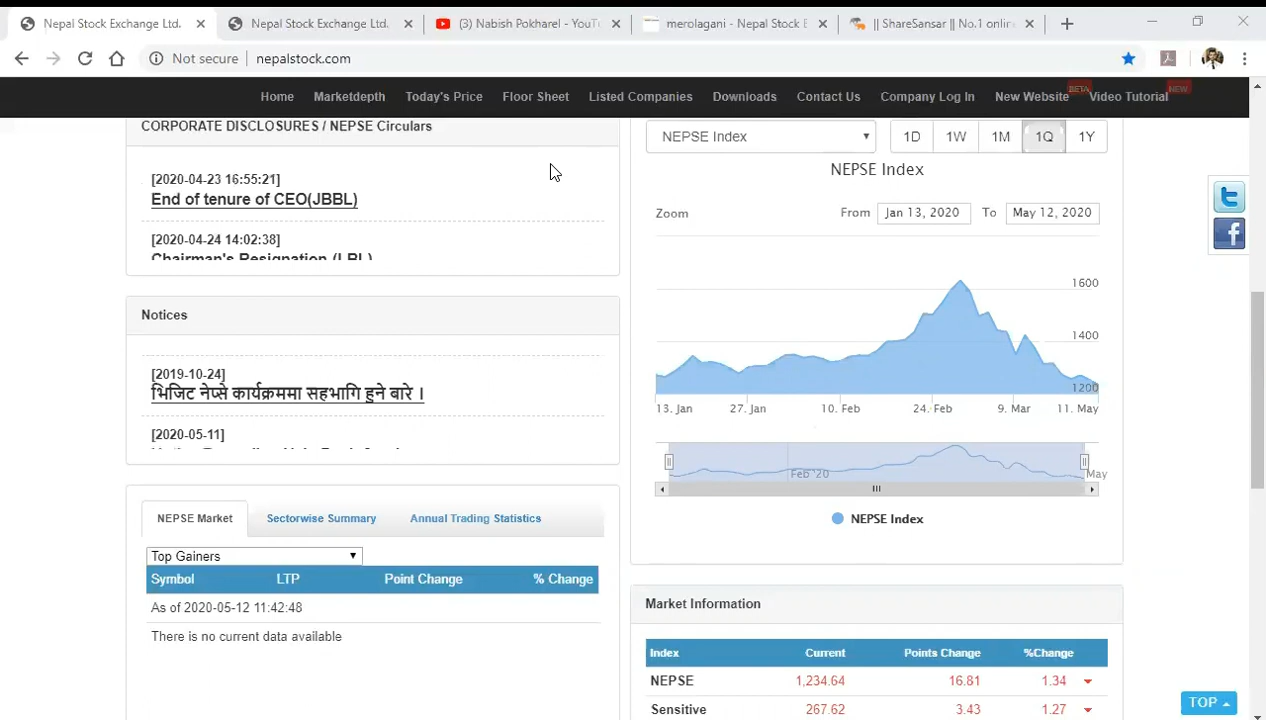 Nepal Stock Exchange Ltd.
Nepal Stock Exchange Ltd.
(3) Nabish Pokharel - YouTu
merolagani - Nepal Stock E
|| ShareSansar || No.1 online
Not secure
nepalstock.com
Home
Marketdepth
Today's Price
Floor Sheet
Listed Companies
Downloads
Contact Us
Company Log In
New Website
BETA
Video Tutorial
NEW
CORPORATE DISCLOSURES / NEPSE Circulars
[2020-04-23 16:55:21]
End of tenure of CEO(JBBL)
[2020-04-24 14:02:38]
Chairman's Resignation (LBL)
Notices
[2019-10-24]
भिजिट नेप्से कार्यक्रममा सहभागि हुने बारे ।
[2020-05-11]
NEPSE Market
Sectorwise Summary
Annual Trading Statistics
Top Gainers
Symbol LTP Point Change % Change
As of 2020-05-12 11:42:48
There is no current data available
NEPSE Index
1D
1W
1M
1Q
1Y
NEPSE Index
Zoom
From Jan 13, 2020 To May 12, 2020
1600
1400
1200
13. Jan 27. Jan 10. Feb 24. Feb 9. Mar 11. May
Feb '20
May
NEPSE Index
Market Information
Index Current Points Change %Change
NEPSE 1,234.64 16.81 1.34
Sensitive 267.62 3.43 1.27
TOP